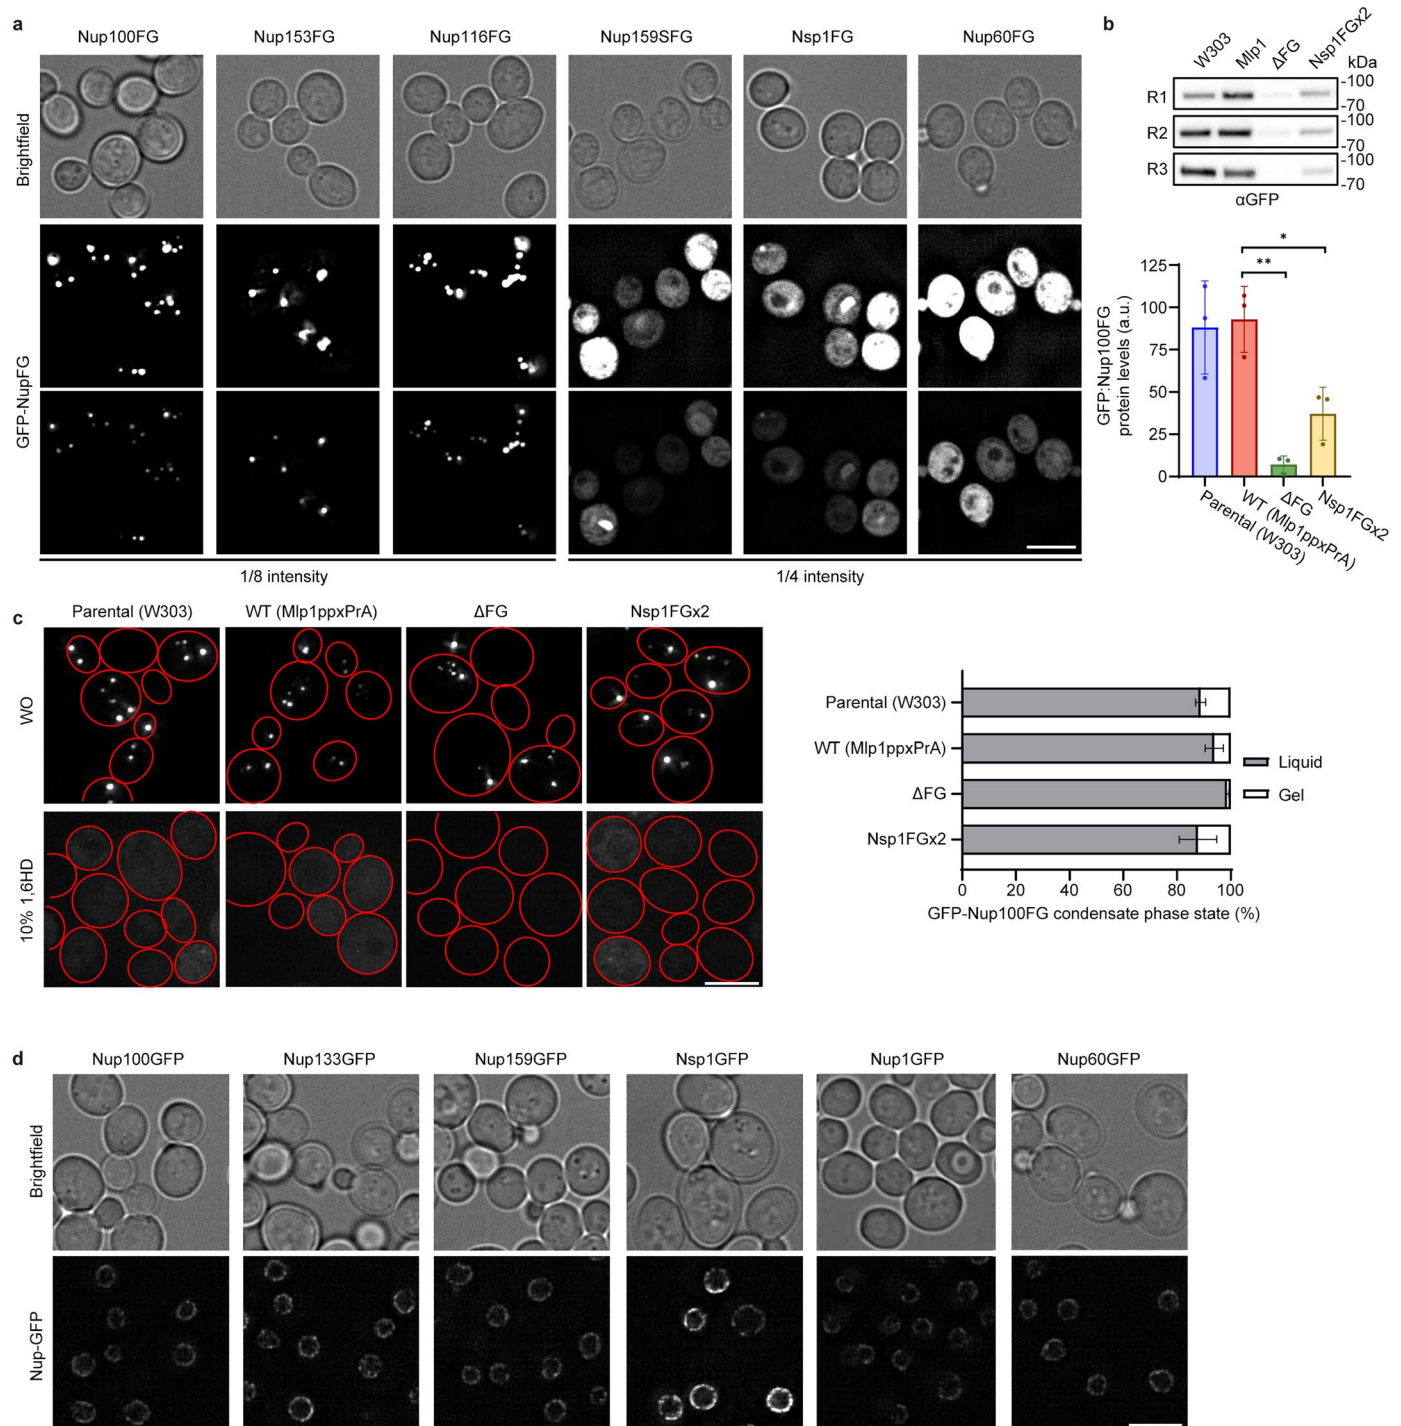 a
Nup100FG Nup153FG Nup116FG Nup159SFG Nsp1FG Nup60FG
Brightfield
GFP-NupFG
1/8 intensity 1/4 intensity
b
W303 Mlp1 ΔFG Nsp1FGx2 kDa
R1 -100
-70
R2 -100
-70
R3 -100
-70
αGFP
* 
**
GFP:Nup100FG
protein levels (a.u.)
125
100
75
50
25
0
Parental (W303)
WT (Mlp1ppxPrA)
ΔFG
Nsp1FGx2
c
Parental (W303) WT (Mlp1ppxPrA) ΔFG Nsp1FGx2
WO
10% 1,6HD
Parental (W303)
WT (Mlp1ppxPrA)
ΔFG
Nsp1FGx2
Liquid
Gel
0 20 40 60 80 100
GFP-Nup100FG condensate phase state (%)
d
Nup100GFP Nup133GFP Nup159GFP Nsp1GFP Nup1GFP Nup60GFP
Brightfield
Nup-GFP